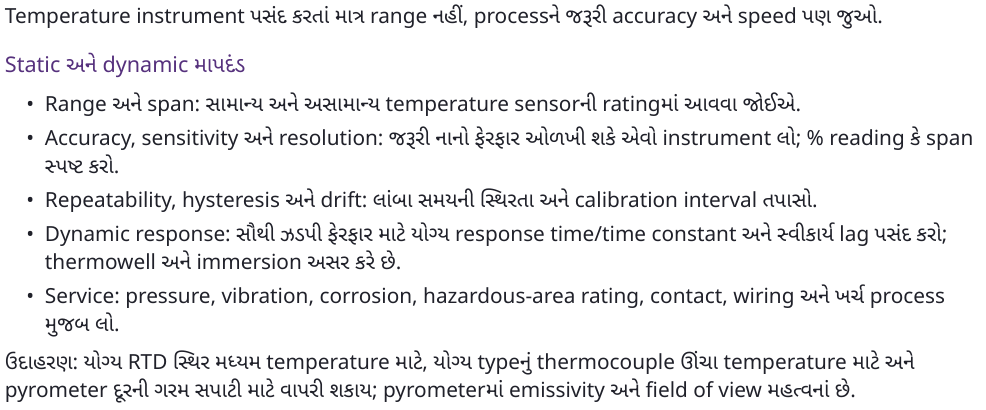 Temperature instrument પસંદ કરતાં માત્ર range નહીં, processને જરૂરી accuracy અને speed પણ જુઓ.
Static અને dynamic માપદંડ
• Range અને span: સામાન્ય અને અસામાન્ય temperature sensorની ratingમાં આવવા જોઈએ.
• Accuracy, sensitivity અને resolution: જરૂરી નાનો ફેરફાર ઓળખી શકે એવો instrument લો; % reading કે span
સ્પષ્ટ કરો.
• Repeatability, hysteresis અને drift: લાંબા સમયની સ્થિરતા અને calibration interval તપાસો.
• Dynamic response: સૌથી ઝડપી ફેરફાર માટે યોગ્ય response time/time constant અને સ્વીકાર્ય lag પસંદ કરો;
thermowell અને immersion અસર કરે છે.
• Service: pressure, vibration, corrosion, hazardous-area rating, contact, wiring અને ખર્ચ process
મુજબ લો.
ઉદાહરણ: યોગ્ય RTD સ્થિર મધ્યમ temperature માટે, યોગ્ય typeનું thermocouple ઊંચા temperature માટે અને
pyrometer દૂરની ગરમ સપાટી માટે વાપરી શકાય; pyrometerમાં emissivity અને field of view મહત્વનાં છે.